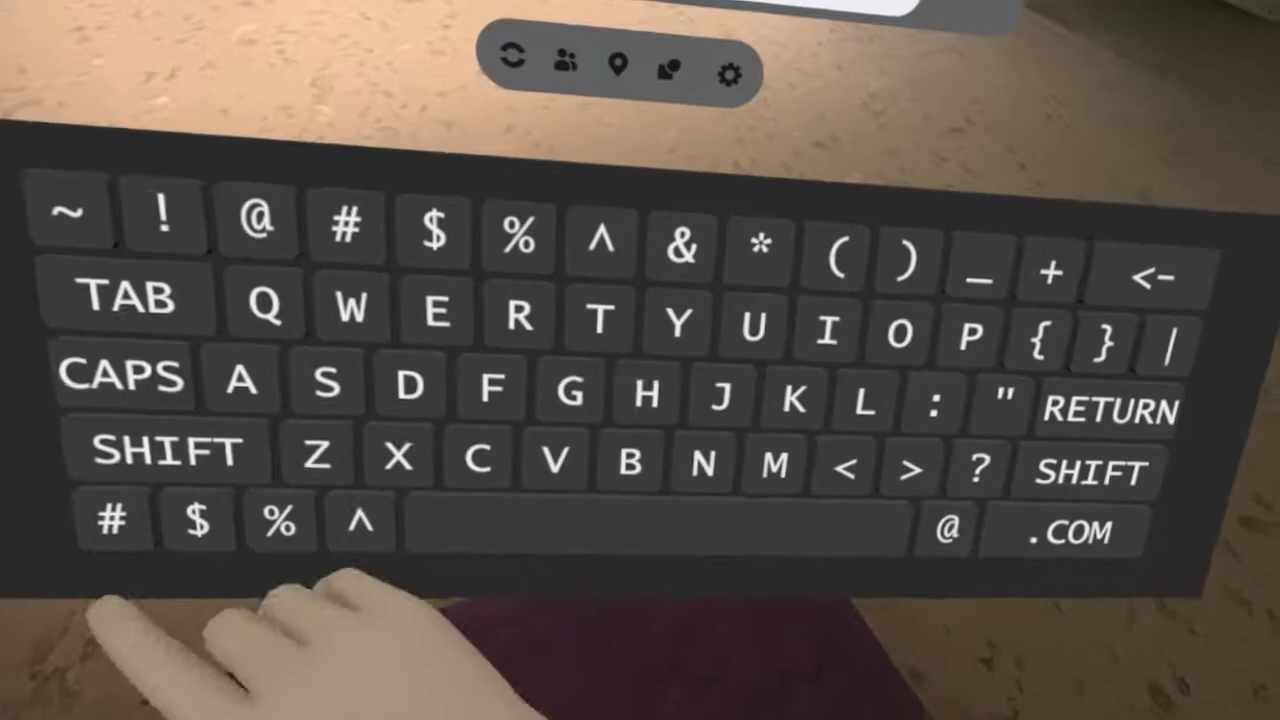 ~ ! @ # $ % ^ & * ( ) _ + <-
TAB Q W E R T Y U I O P { } |
CAPS A S D F G H J K L : " RETURN
SHIFT Z X C V B N M < > ? SHIFT
# $ % ^ @ .COM